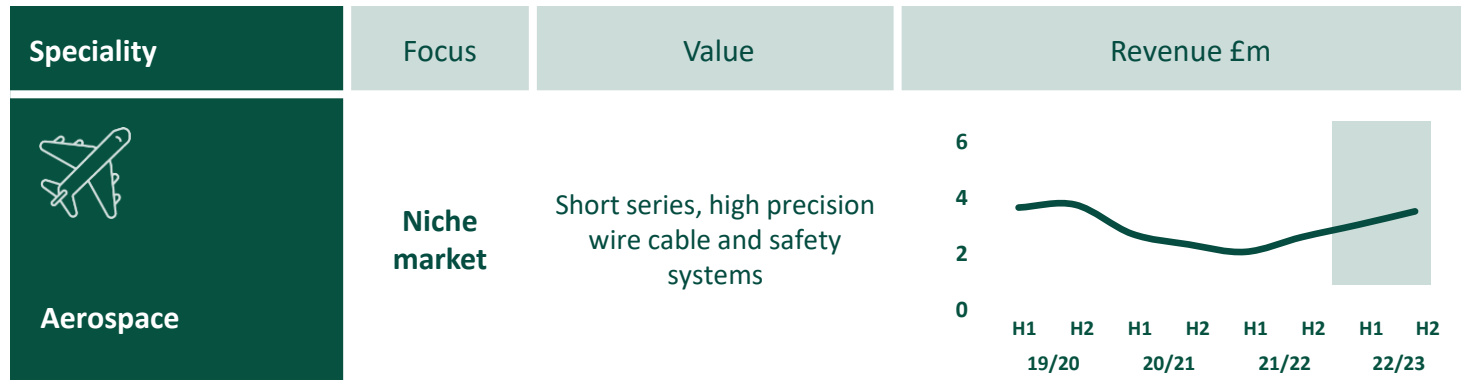 Speciality
Focus
Value
Revenue £m
Aerospace
Niche
market
Short series, high precision
wire cable and safety
systems
6
4
2
0
H1 H2 H1 H2 H1 H2 H1 H2
19/20 20/21 21/22 22/23